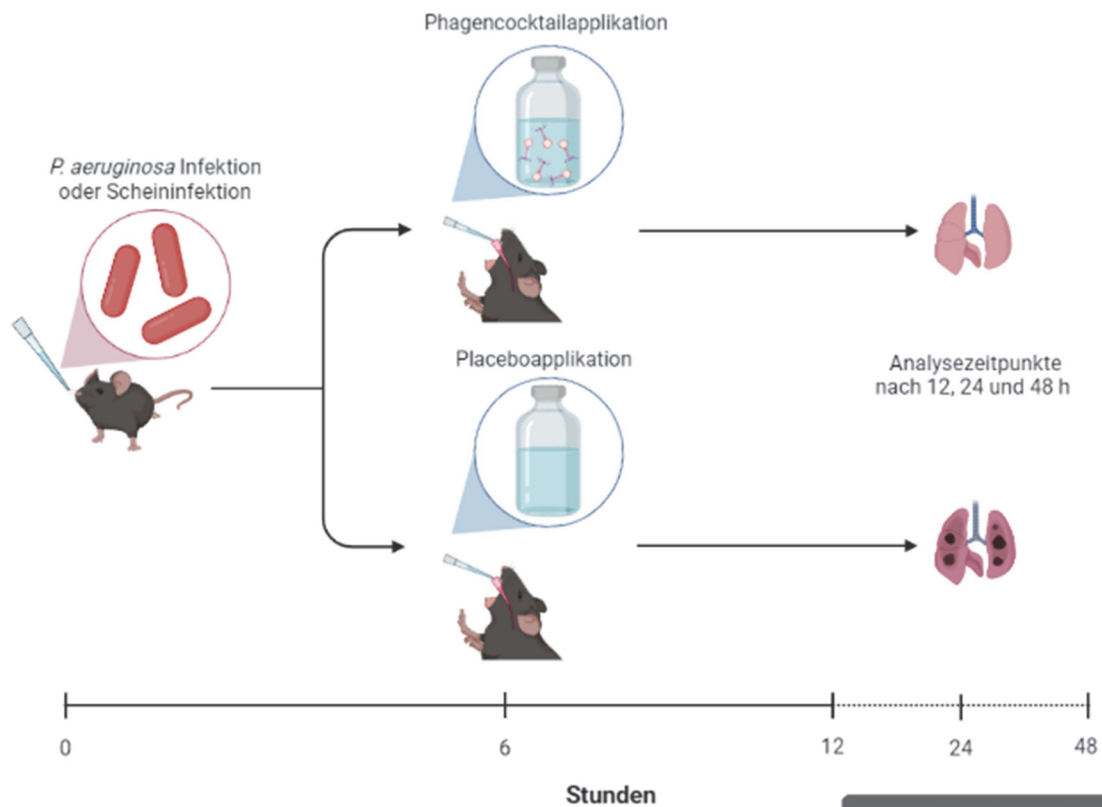 Phagencocktailapplikation
P. aeruginosa Infektion
oder Scheininfektion
Placeboapplikation
Analysezeitpunkte
nach 12, 24 und 48 h
0
6
12
24
48
Stunden